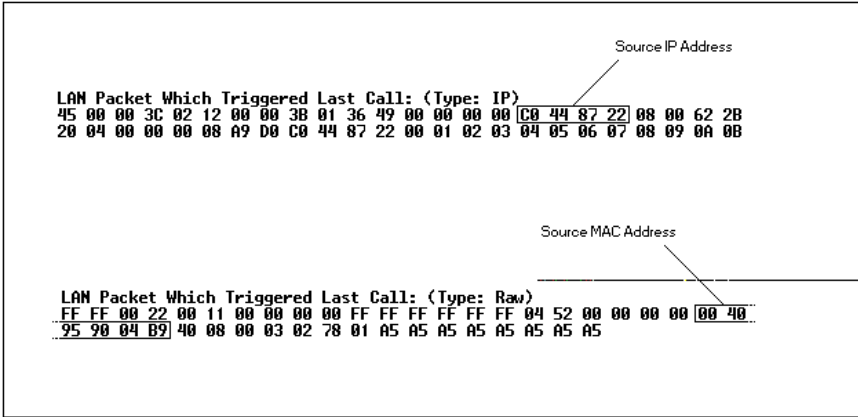 Source IP Address
LAN Packet Which Triggered Last Call: (Type: IP)
45 00 00 3C 02 12 00 00 3B 01 36 49 00 00 00 00 C0 44 87 22 08 00 62 2B
20 04 00 00 00 08 A9 D0 C0 44 87 22 00 01 02 03 04 05 06 07 08 09 0A 0B
Source MAC Address
LAN Packet Which Triggered Last Call: (Type: Raw)
FF FF 00 22 00 11 00 00 00 00 FF FF FF FF FF FF 04 52 00 00 00 00 00 40
95 90 04 B9 40 08 00 03 02 78 01 A5 A5 A5 A5 A5 A5 A5 A5